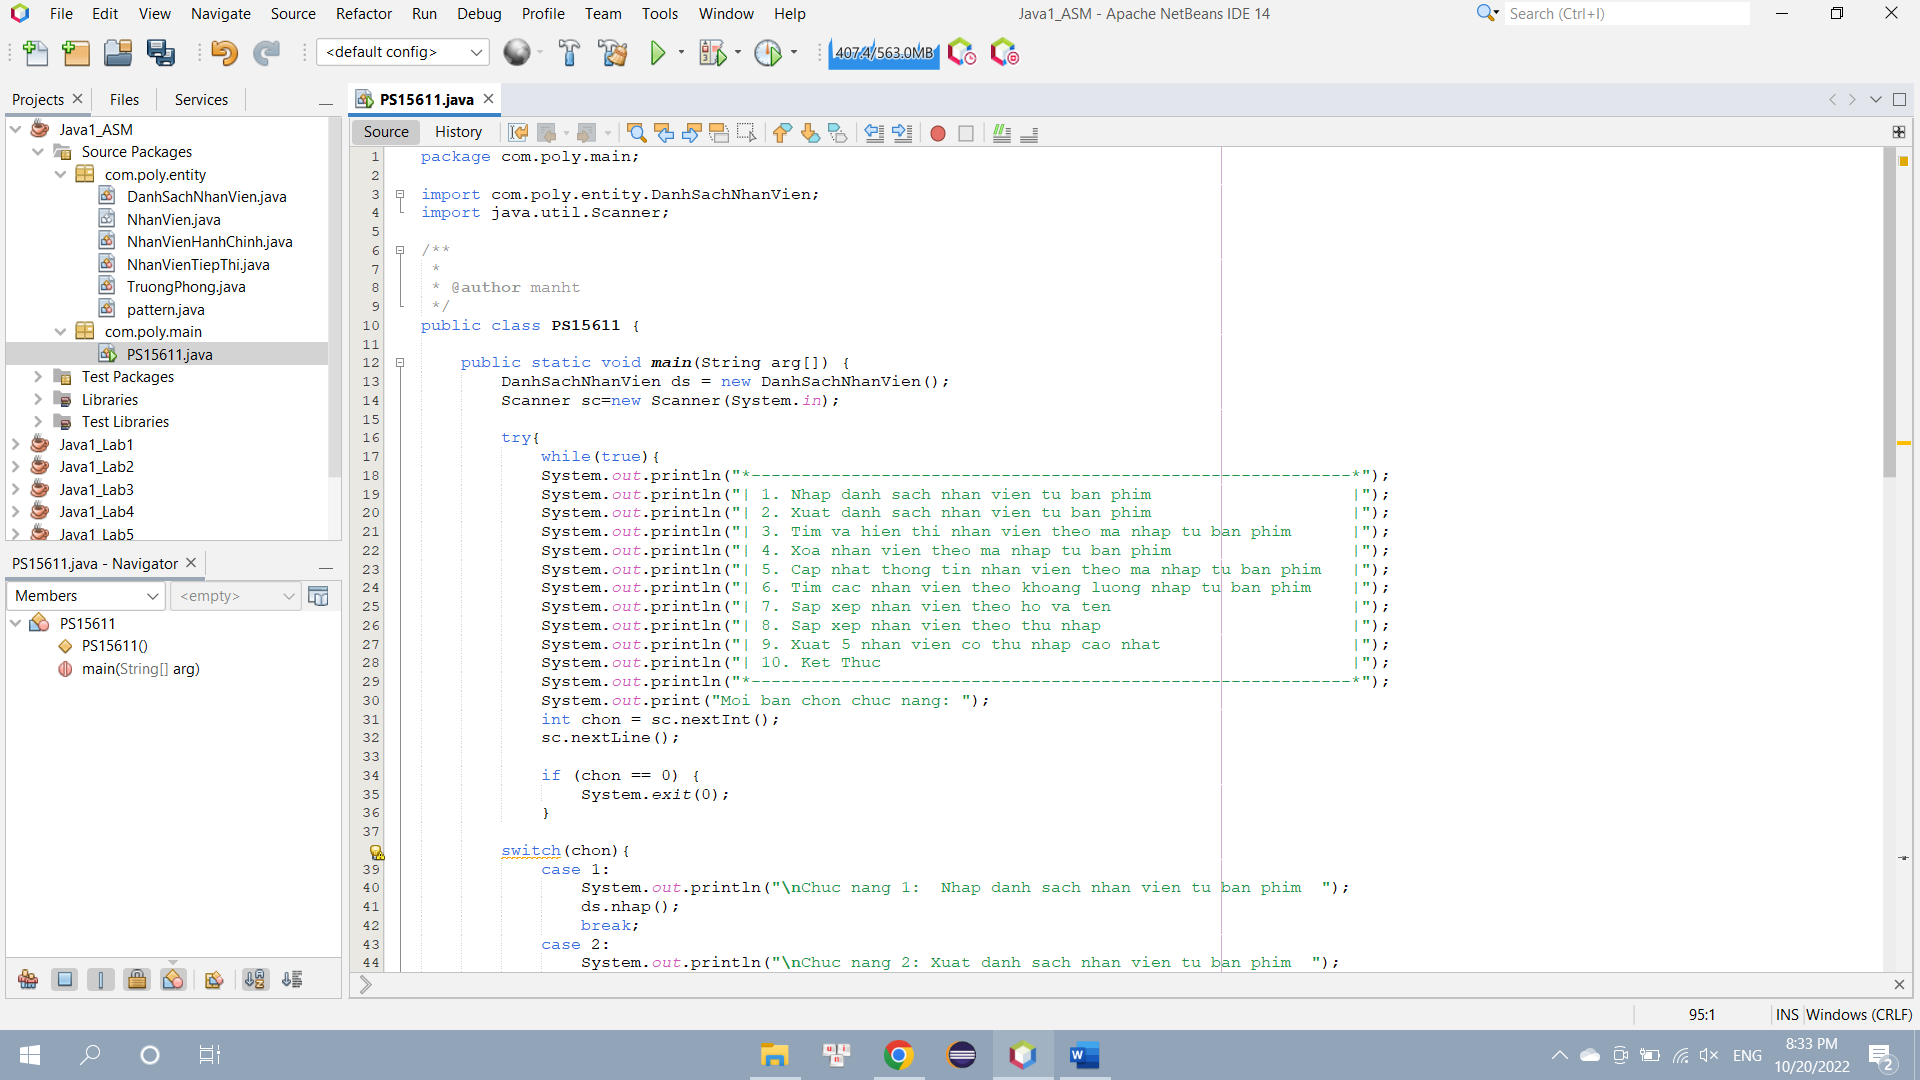 File Edit View Navigate Source Refactor Run Debug Profile Team Tools Window Help
Java1_ASM - Apache NetBeans IDE 14
Search (Ctrl+I)
<default config>
407.4/563.0MB
Projects Files Services
PS15611.java
Source History
Java1_ASM
Source Packages
com.poly.entity
DanhSachNhanVien.java
NhanVien.java
NhanVienHanhChinh.java
NhanVienTiepThi.java
TruongPhong.java
pattern.java
com.poly.main
PS15611.java
Test Packages
Libraries
Test Libraries
Java1_Lab1
Java1_Lab2
Java1_Lab3
Java1_Lab4
Java1_Lab5
PS15611.java - Navigator
Members
<empty>
PS15611
PS15611()
main(String[] arg)
1 package com.poly.main;
2
3 import com.poly.entity.DanhSachNhanVien;
4 import java.util.Scanner;
5
6 /**
7 *
8 * @author manht
9 */
10 public class PS15611 {
11
12 public static void main(String arg[]) {
13 DanhSachNhanVien ds = new DanhSachNhanVien();
14 Scanner sc=new Scanner(System.in);
15
16 try{
17 while(true){
18 System.out.println("*------------------------------------------------------------*");
19 System.out.println("| 1. Nhap danh sach nhan vien tu ban phim |");
20 System.out.println("| 2. Xuat danh sach nhan vien tu ban phim |");
21 System.out.println("| 3. Tim va hien thi nhan vien theo ma nhap tu ban phim |");
22 System.out.println("| 4. Xoa nhan vien theo ma nhap tu ban phim |");
23 System.out.println("| 5. Cap nhat thong tin nhan vien theo ma nhap tu ban phim |");
24 System.out.println("| 6. Tim cac nhan vien theo khoang luong nhap tu ban phim |");
25 System.out.println("| 7. Sap xep nhan vien theo ho va ten |");
26 System.out.println("| 8. Sap xep nhan vien theo thu nhap |");
27 System.out.println("| 9. Xuat 5 nhan vien co thu nhap cao nhat |");
28 System.out.println("| 10. Ket Thuc |");
29 System.out.println("*------------------------------------------------------------*");
30 System.out.print("Moi ban chon chuc nang: ");
31 int chon = sc.nextInt();
32 sc.nextLine();
33
34 if (chon == 0) {
35 System.exit(0);
36 }
37
switch(chon){
39 case 1:
40 System.out.println("\nChuc nang 1:  Nhap danh sach nhan vien tu ban phim  ");
41 ds.nhap();
42 break;
43 case 2:
44 System.out.println("\nChuc nang 2: Xuat danh sach nhan vien tu ban phim  ");
95:1 INS Windows (CRLF)
ENG
8:33 PM
10/20/2022
2